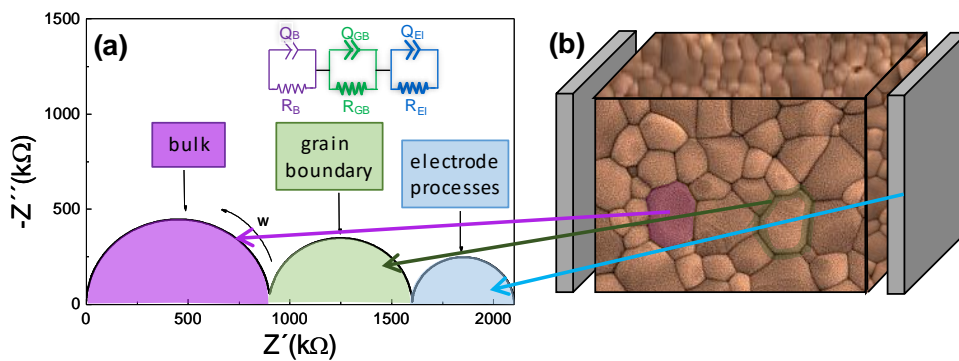 (a)
Q_B Q_GB Q_El
R_B R_GB R_El
bulk
grain
boundary
electrode
processes
w
1500
1000
500
0
-Z´´(kΩ)
0 500 1000 1500 2000
Z´(kΩ)
(b)